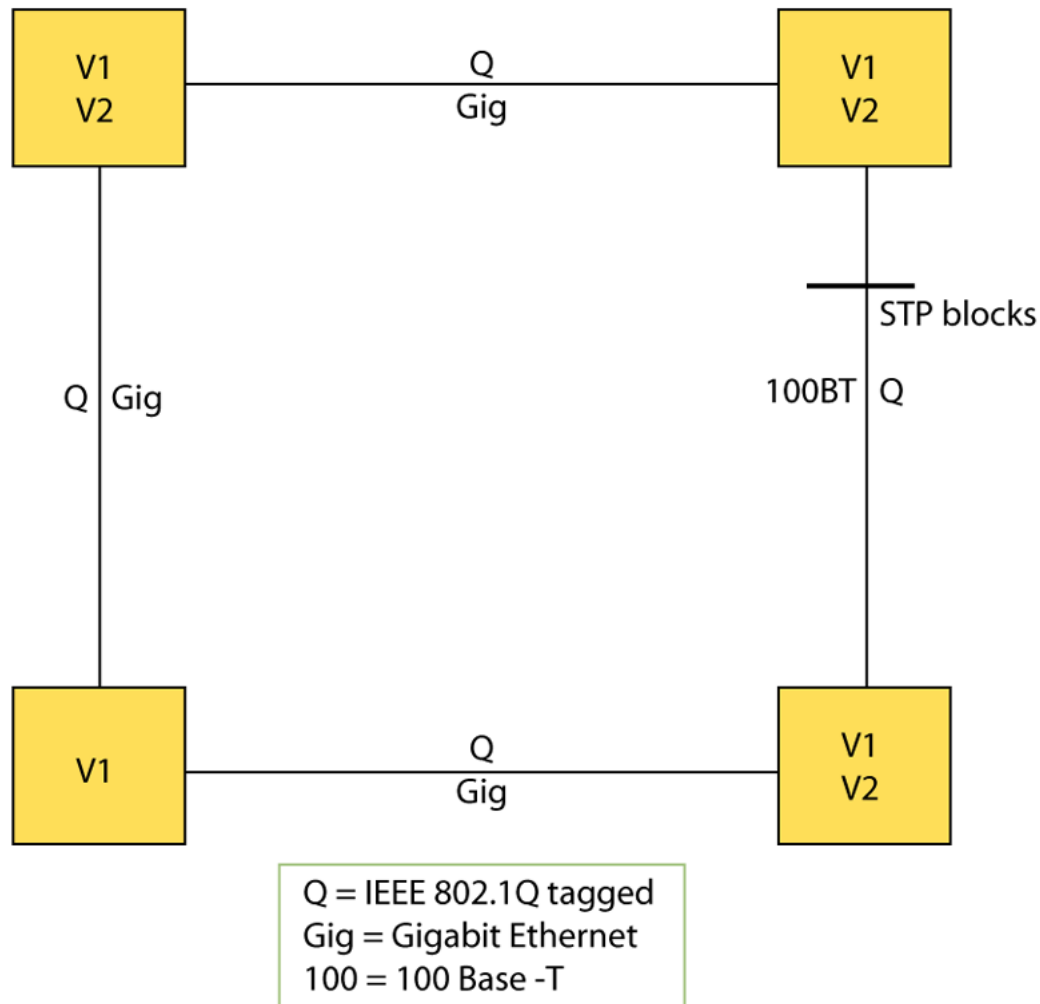 V1
V2
Q
Gig
V1
V2
STP blocks
Q Gig
100BT Q
V1
Q
Gig
V1
V2
Q = IEEE 802.1Q tagged
Gig = Gigabit Ethernet
100 = 100 Base -T